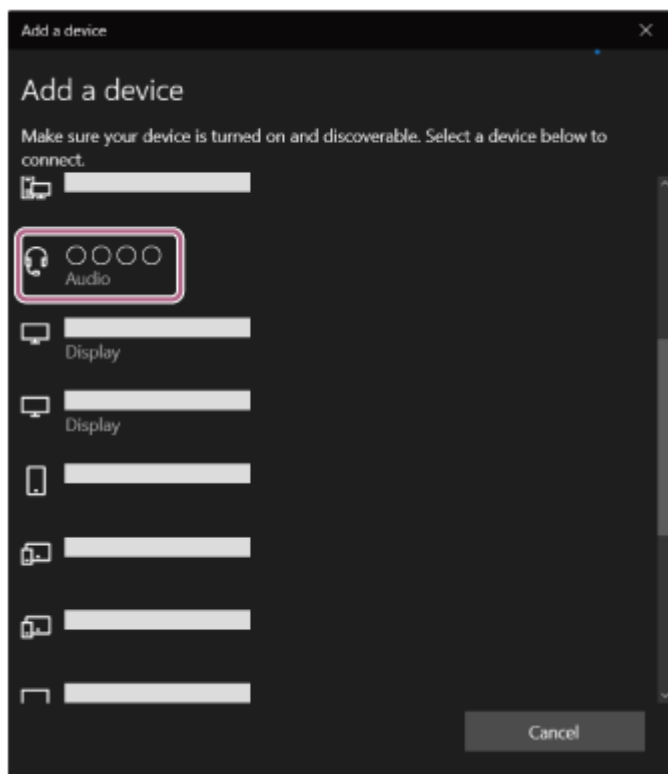 Add a device
Add a device
Make sure your device is turned on and discoverable. Select a device below to
connect.
○○○○
Audio
Display
Display
Cancel